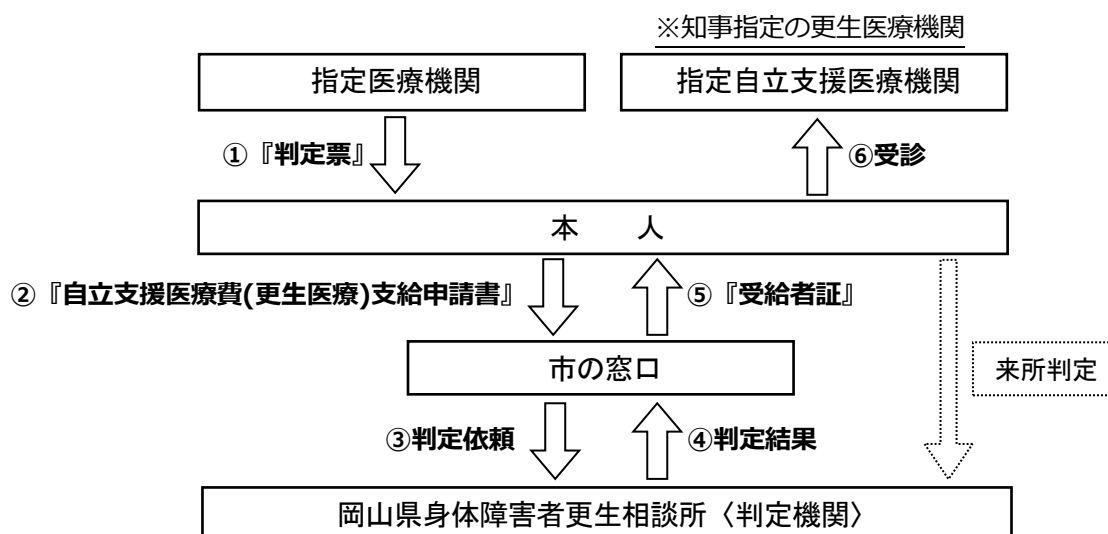 ※知事指定の更生医療機関
指定医療機関
指定自立支援医療機関
①『判定票』
⑥受診
本　　人
②『自立支援医療費(更生医療)支給申請書』
⑤『受給者証』
市の窓口
来所判定
③判定依頼
④判定結果
岡山県身体障害者更生相談所〈判定機関〉